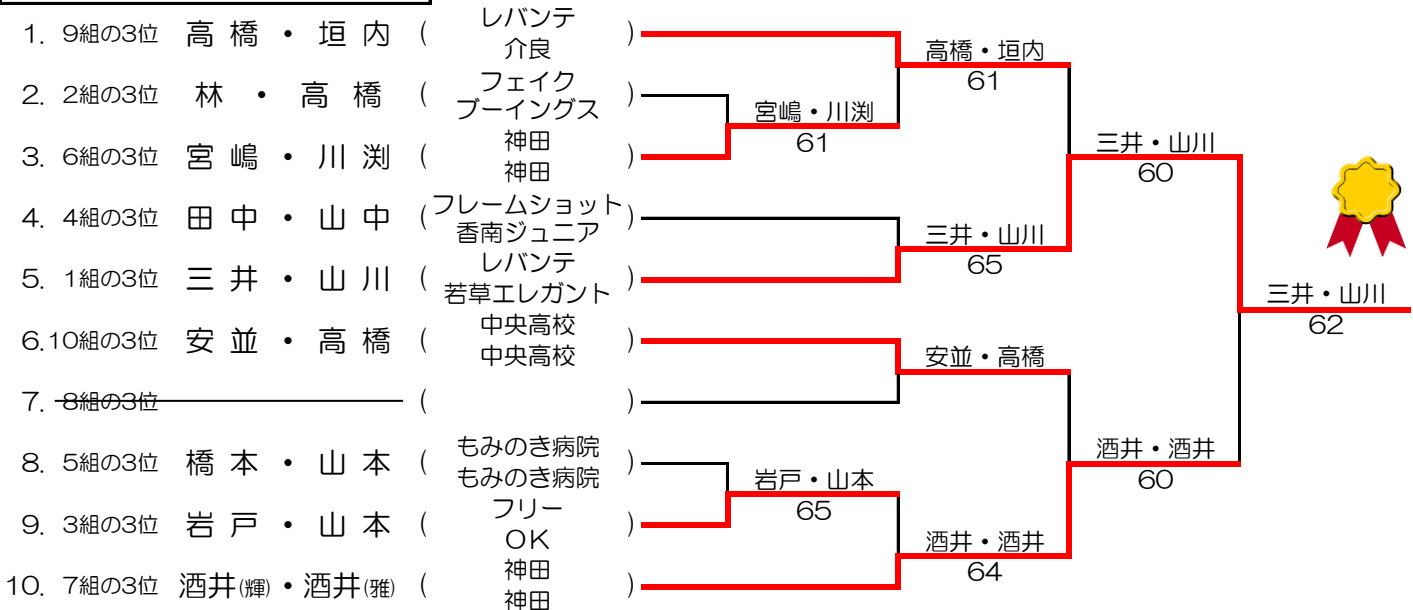 1. 9組の3位 高橋・垣内 ( レバンテ )
介良
2. 2組の3位 林・高橋 ( フェイク )
ブーイングス
3. 6組の3位 宮嶋・川渕 ( 神田 )
神田
4. 4組の3位 田中・山中 ( フレームショット )
香南ジュニア
5. 1組の3位 三井・山川 ( レバンテ )
若草エレガント
6. 10組の3位 安並・高橋 ( 中央高校 )
中央高校
7. 8組の3位 ( )
8. 5組の3位 橋本・山本 ( もみのき病院 )
もみのき病院
9. 3組の3位 岩戸・山本 ( フリー )
OK
10. 7組の3位 酒井(輝)・酒井(雅) ( 神田 )
神田
宮嶋・川渕
61
岩戸・山本
65
高橋・垣内
61
三井・山川
65
安並・高橋
酒井・酒井
64
三井・山川
60
酒井・酒井
60
三井・山川
62